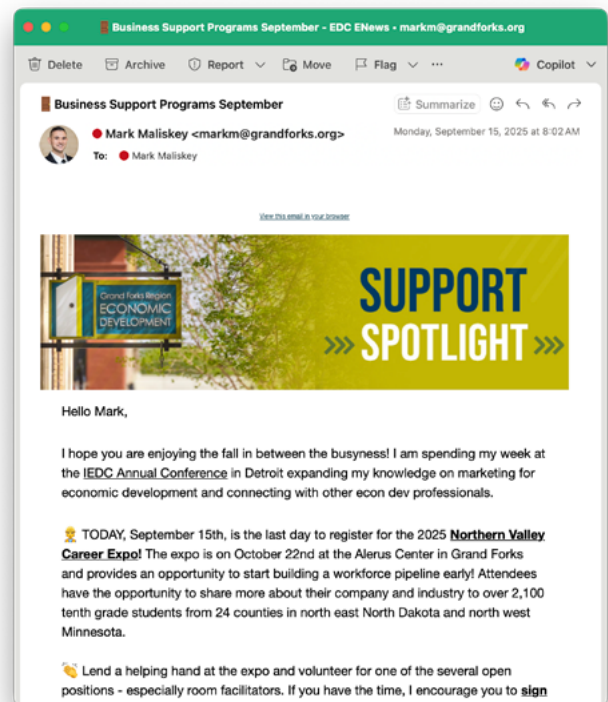 Business Support Programs September - EDC ENews • markm@grandforks.org
Delete Archive Report Move Flag ··· Copilot
Business Support Programs September
Summarize
Mark Maliskey <markm@grandforks.org>
Monday, September 15, 2025 at 8:02 AM
To: Mark Maliskey
View this email in your browser
Grand Forks Region
ECONOMIC
DEVELOPMENT
SUPPORT
>>> SPOTLIGHT >>>
Hello Mark,
I hope you are enjoying the fall in between the busyness! I am spending my week at
the IEDC Annual Conference in Detroit expanding my knowledge on marketing for
economic development and connecting with other econ dev professionals.
TODAY, September 15th, is the last day to register for the 2025 Northern Valley
Career Expo! The expo is on October 22nd at the Alerus Center in Grand Forks
and provides an opportunity to start building a workforce pipeline early! Attendees
have the opportunity to share more about their company and industry to over 2,100
tenth grade students from 24 counties in north east North Dakota and north west
Minnesota.
👏 Lend a helping hand at the expo and volunteer for one of the several open
positions - especially room facilitators. If you have the time, I encourage you to sign